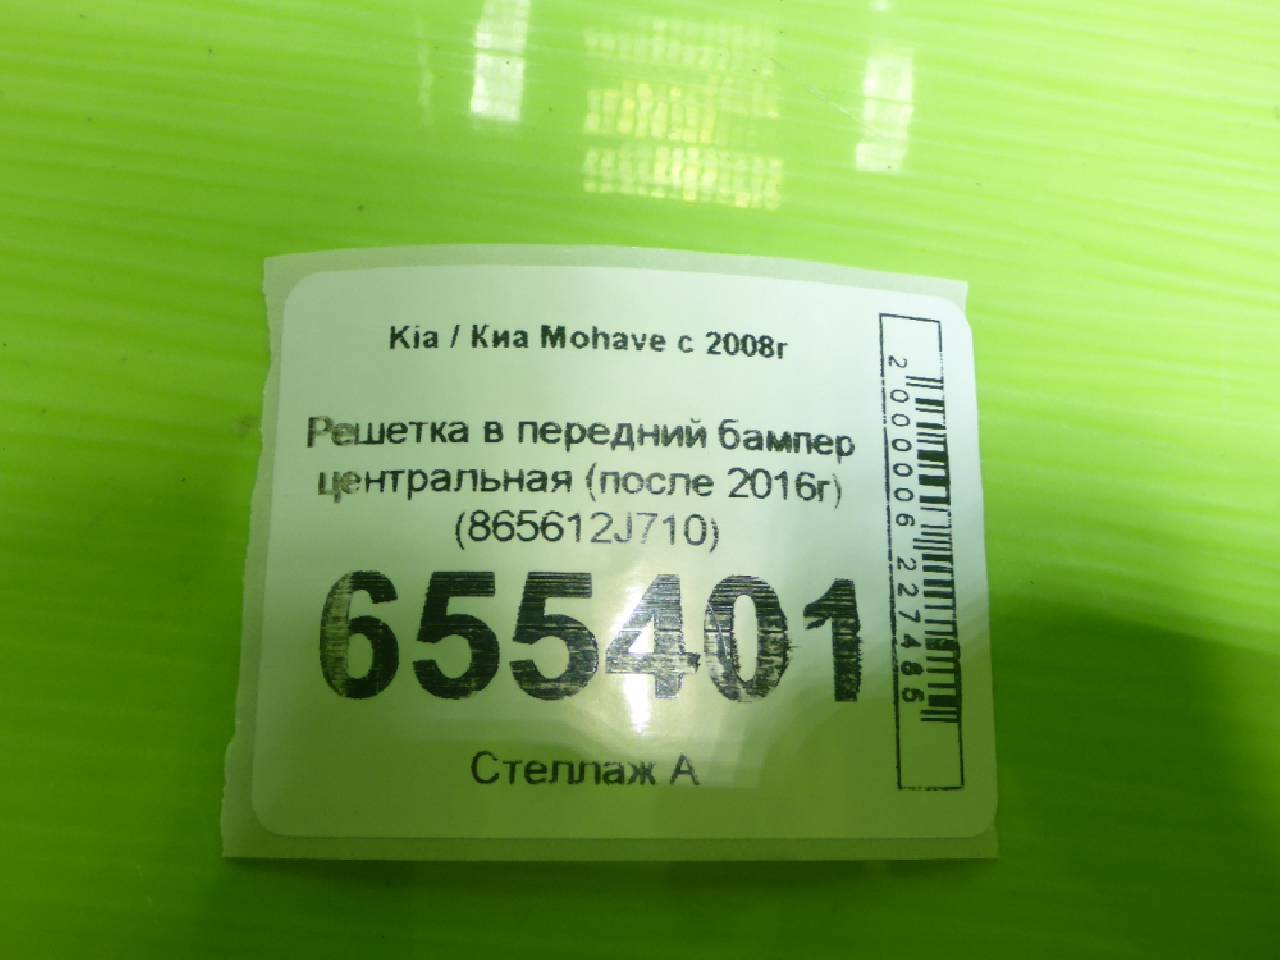 Kia / Киа Mohave с 2008г
Решетка в передний бампер
центральная (после 2016г)
(865612J710)
655401
Стеллаж А
2000006227486